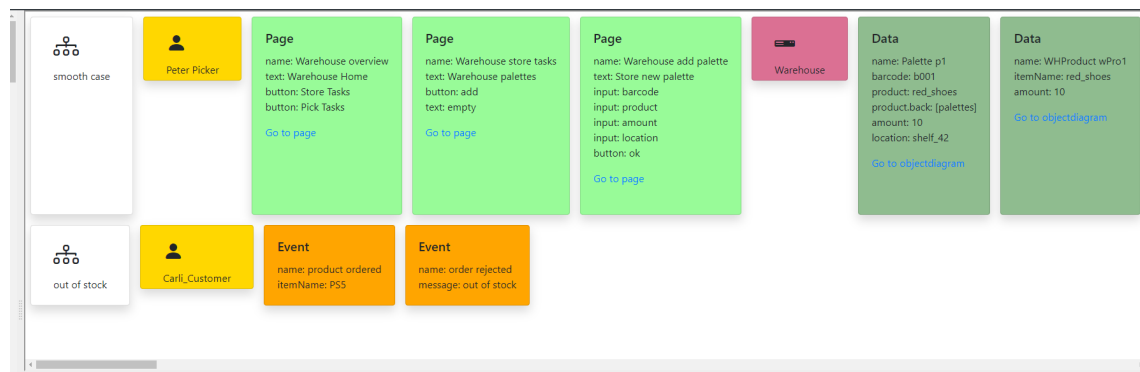 smooth case
Peter Picker
Page
name: Warehouse overview
text: Warehouse Home
button: Store Tasks
button: Pick Tasks
Go to page
Page
name: Warehouse store tasks
text: Warehouse palettes
button: add
text: empty
Go to page
Page
name: Warehouse add palette
text: Store new palette
input: barcode
input: product
input: amount
input: location
button: ok
Go to page
Warehouse
Data
name: Palette p1
barcode: b001
product: red_shoes
product.back: [palettes]
amount: 10
location: shelf_42
Go to objectdiagram
Data
name: WHProduct wPro1
itemName: red_shoes
amount: 10
Go to objectdiagram
out of stock
Carli_Customer
Event
name: product ordered
itemName: PS5
Event
name: order rejected
message: out of stock